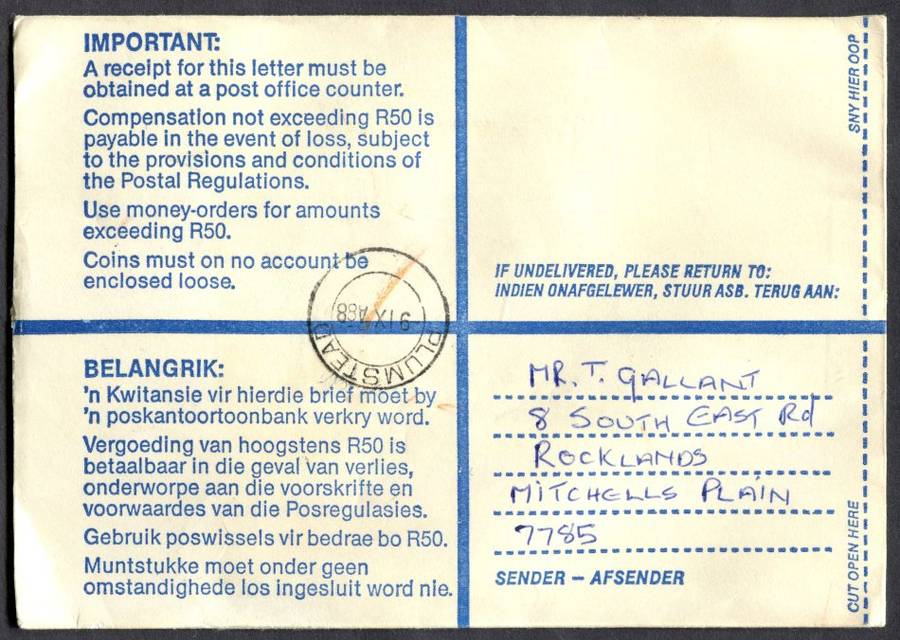 IMPORTANT:
A receipt for this letter must be
obtained at a post office counter.
Compensation not exceeding R50 is
payable in the event of loss, subject
to the provisions and conditions of
the Postal Regulations.
Use money-orders for amounts
exceeding R50.
Coins must on no account be
enclosed loose.
SNY HIER OOP
IF UNDELIVERED, PLEASE RETURN TO:
INDIEN ONAFGELEWER, STUUR ASB. TERUG AAN:
PLUMSTEAD
9 IX A88
BELANGRIK:
'n Kwitansie vir hierdie brief moet by
'n poskantoortoonbank verkry word.
Vergoeding van hoogstens R50 is
betaalbaar in die geval van verlies,
onderworpe aan die voorskrifte en
voorwaardes van die Posregulasies.
Gebruik poswissels vir bedrae bo R50.
Muntstukke moet onder geen
omstandighede los ingesluit word nie.
MR. T. GALLANT
8 SOUTH EAST Rd
ROCKLANDS
MITCHELLS PLAIN
7785
SENDER – AFSENDER
CUT OPEN HERE